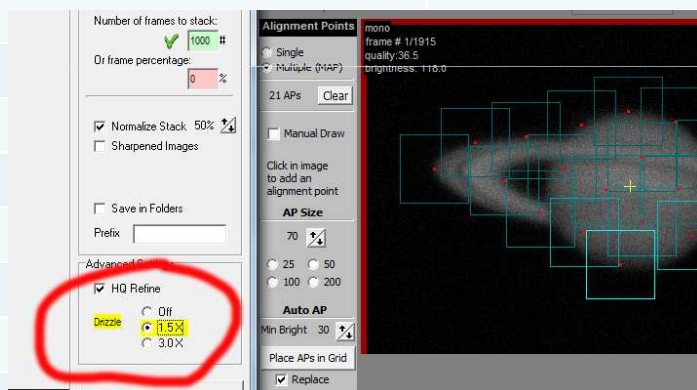 Number of frames to stack:
1000 #
Or frame percentage:
0 %
Normalize Stack 50%
Sharpened Images
Save in Folders
Prefix
HQ Refine
Drizzle
Off
1.5X
3.0X
Alignment Points
Single
Multiple (MAP)
21 APs Clear
Manual Draw
Click in image
to add an
alignment point
AP Size
70
25 50
100 200
Auto AP
Min Bright 30
Place APs in Grid
Replace
mono
frame # 1/1915
quality:36.5
brightness: 118.0